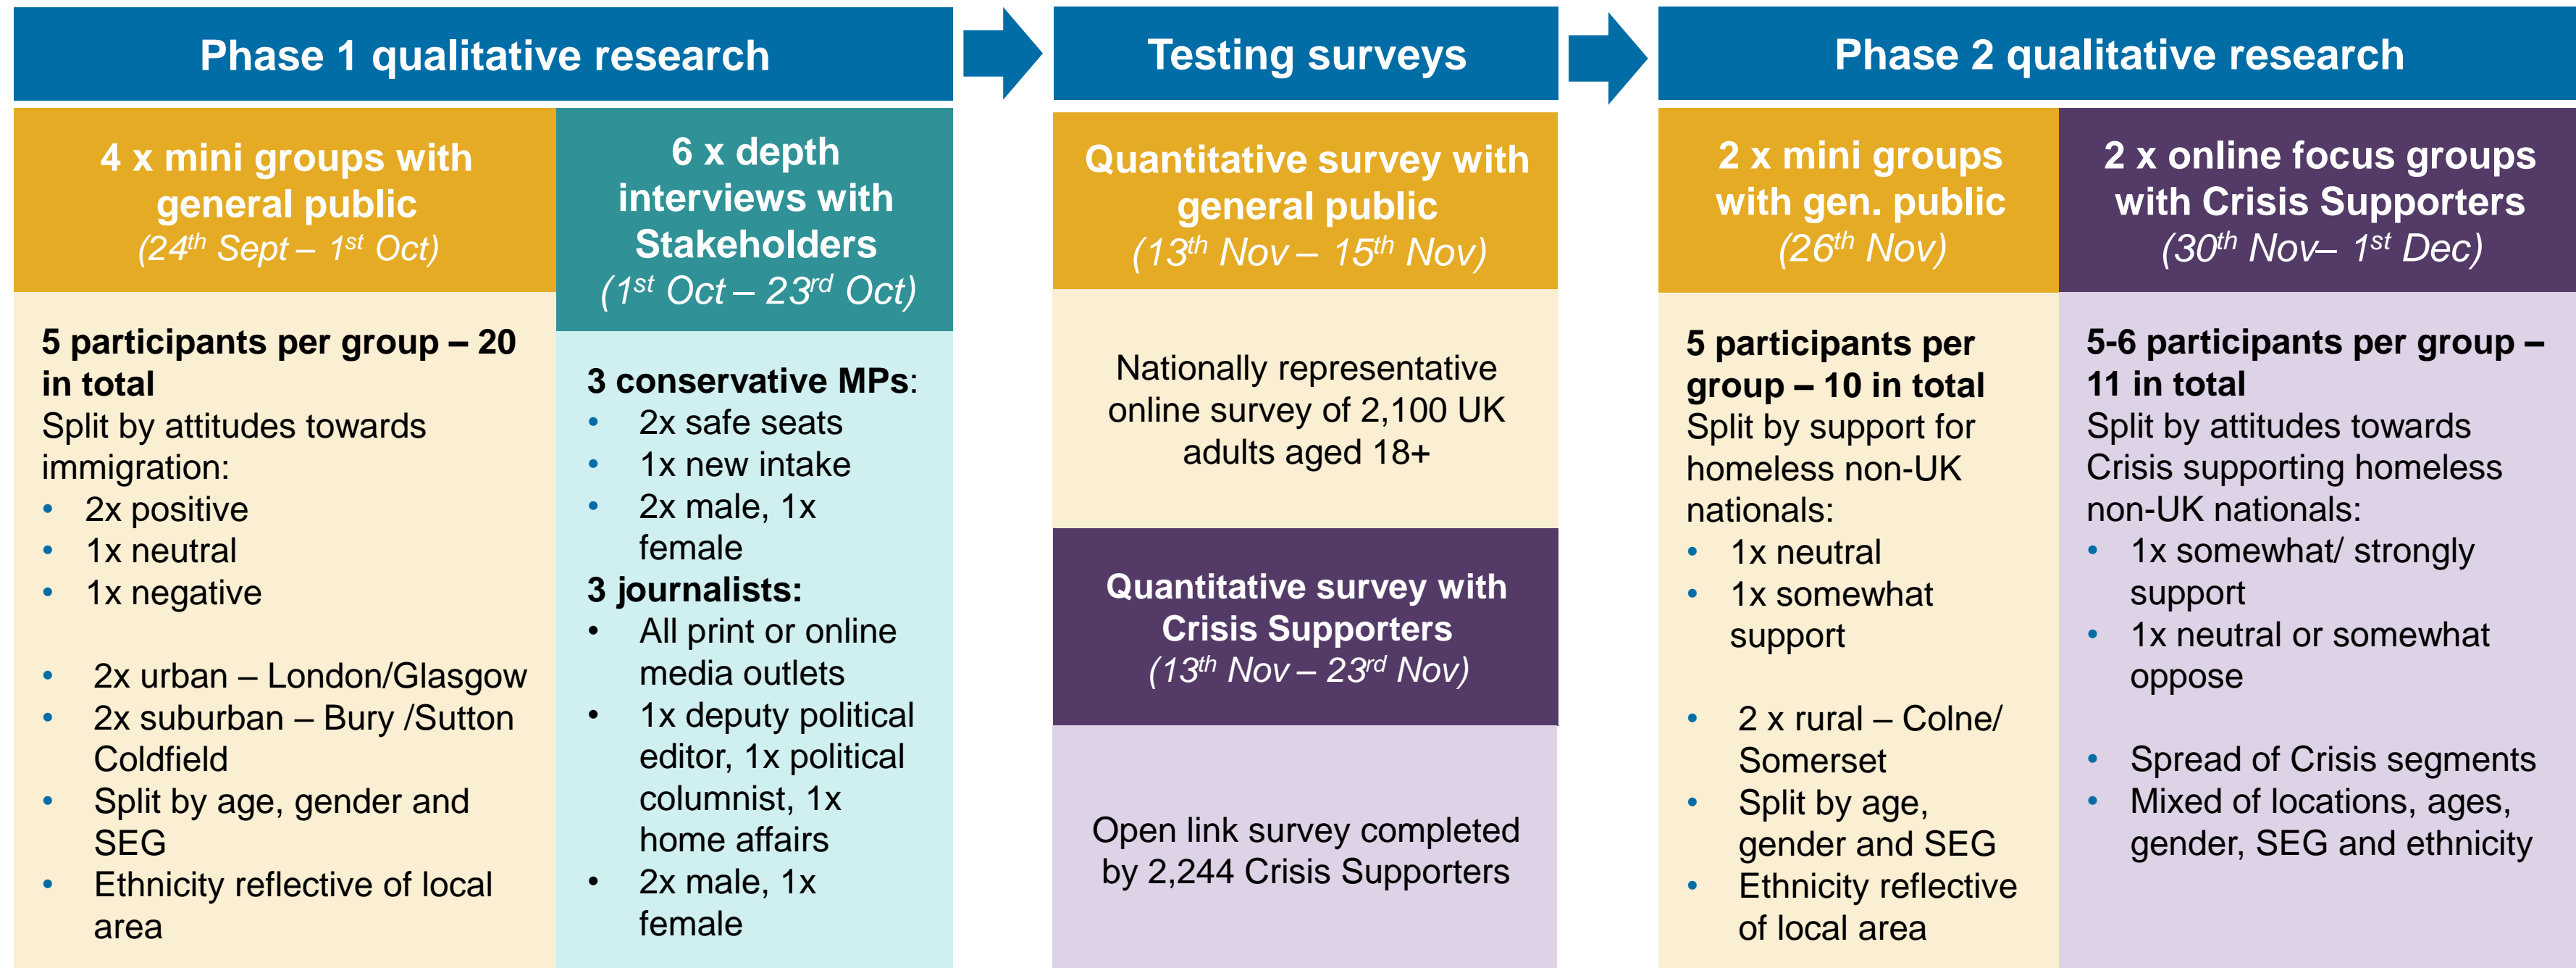 Phase 1 qualitative research
4 x mini groups with
general public
(24th Sept – 1st Oct)
5 participants per group – 20
in total
Split by attitudes towards
immigration:
• 2x positive
• 1x neutral
• 1x negative
• 2x urban – London/Glasgow
• 2x suburban – Bury /Sutton
Coldfield
• Split by age, gender and
SEG
• Ethnicity reflective of local
area
6 x depth
interviews with
Stakeholders
(1st Oct – 23rd Oct)
3 conservative MPs:
• 2x safe seats
• 1x new intake
• 2x male, 1x
female
3 journalists:
• All print or online
media outlets
• 1x deputy political
editor, 1x political
columnist, 1x
home affairs
• 2x male, 1x
female
Testing surveys
Quantitative survey with
general public
(13th Nov – 15th Nov)
Nationally representative
online survey of 2,100 UK
adults aged 18+
Quantitative survey with
Crisis Supporters
(13th Nov – 23rd Nov)
Open link survey completed
by 2,244 Crisis Supporters
Phase 2 qualitative research
2 x mini groups
with gen. public
(26th Nov)
5 participants per
group – 10 in total
Split by support for
homeless non-UK
nationals:
• 1x neutral
• 1x somewhat
support
• 2 x rural – Colne/
Somerset
• Split by age,
gender and SEG
• Ethnicity reflective
of local area
2 x online focus groups
with Crisis Supporters
(30th Nov– 1st Dec)
5-6 participants per group –
11 in total
Split by attitudes towards
Crisis supporting homeless
non-UK nationals:
• 1x somewhat/ strongly
support
• 1x neutral or somewhat
oppose
• Spread of Crisis segments
• Mixed of locations, ages,
gender, SEG and ethnicity